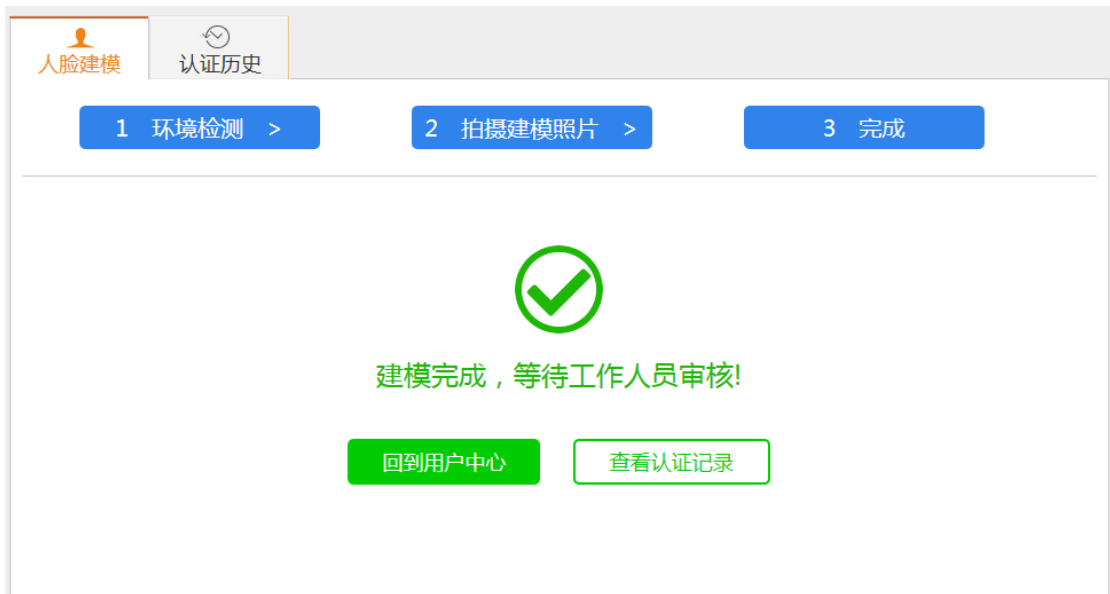 人脸建模
认证历史
1 环境检测 >
2 拍摄建模照片 >
3 完成
建模完成，等待工作人员审核!
回到用户中心
查看认证记录